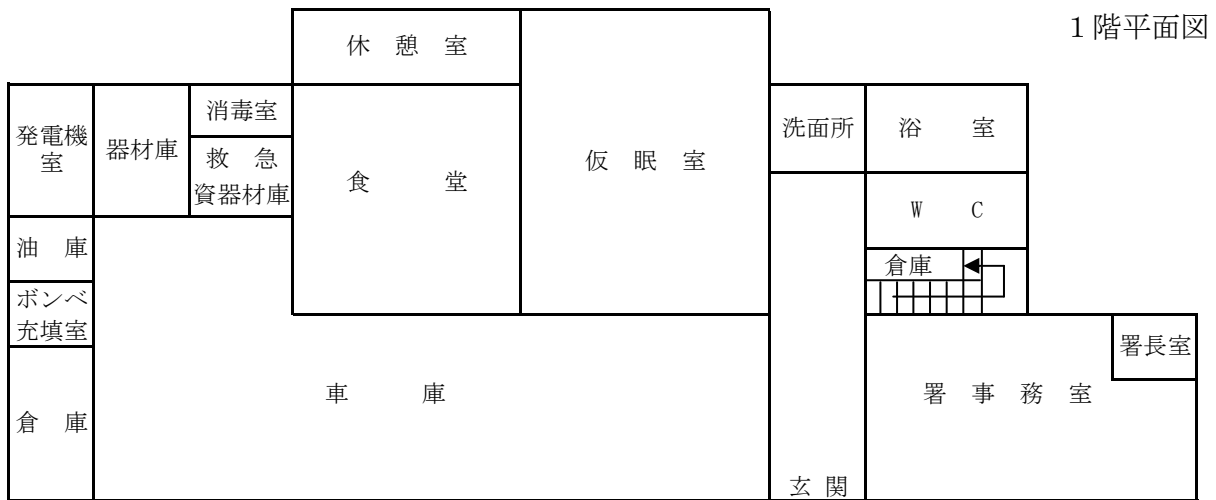 1階平面図
休憩室
発電機
室
器材庫
消毒室
救急
資器材庫
食堂
仮眠室
洗面所
浴室
WC
油庫
倉庫
ボンベ
充填室
署長室
倉庫
車庫
署事務室
玄関